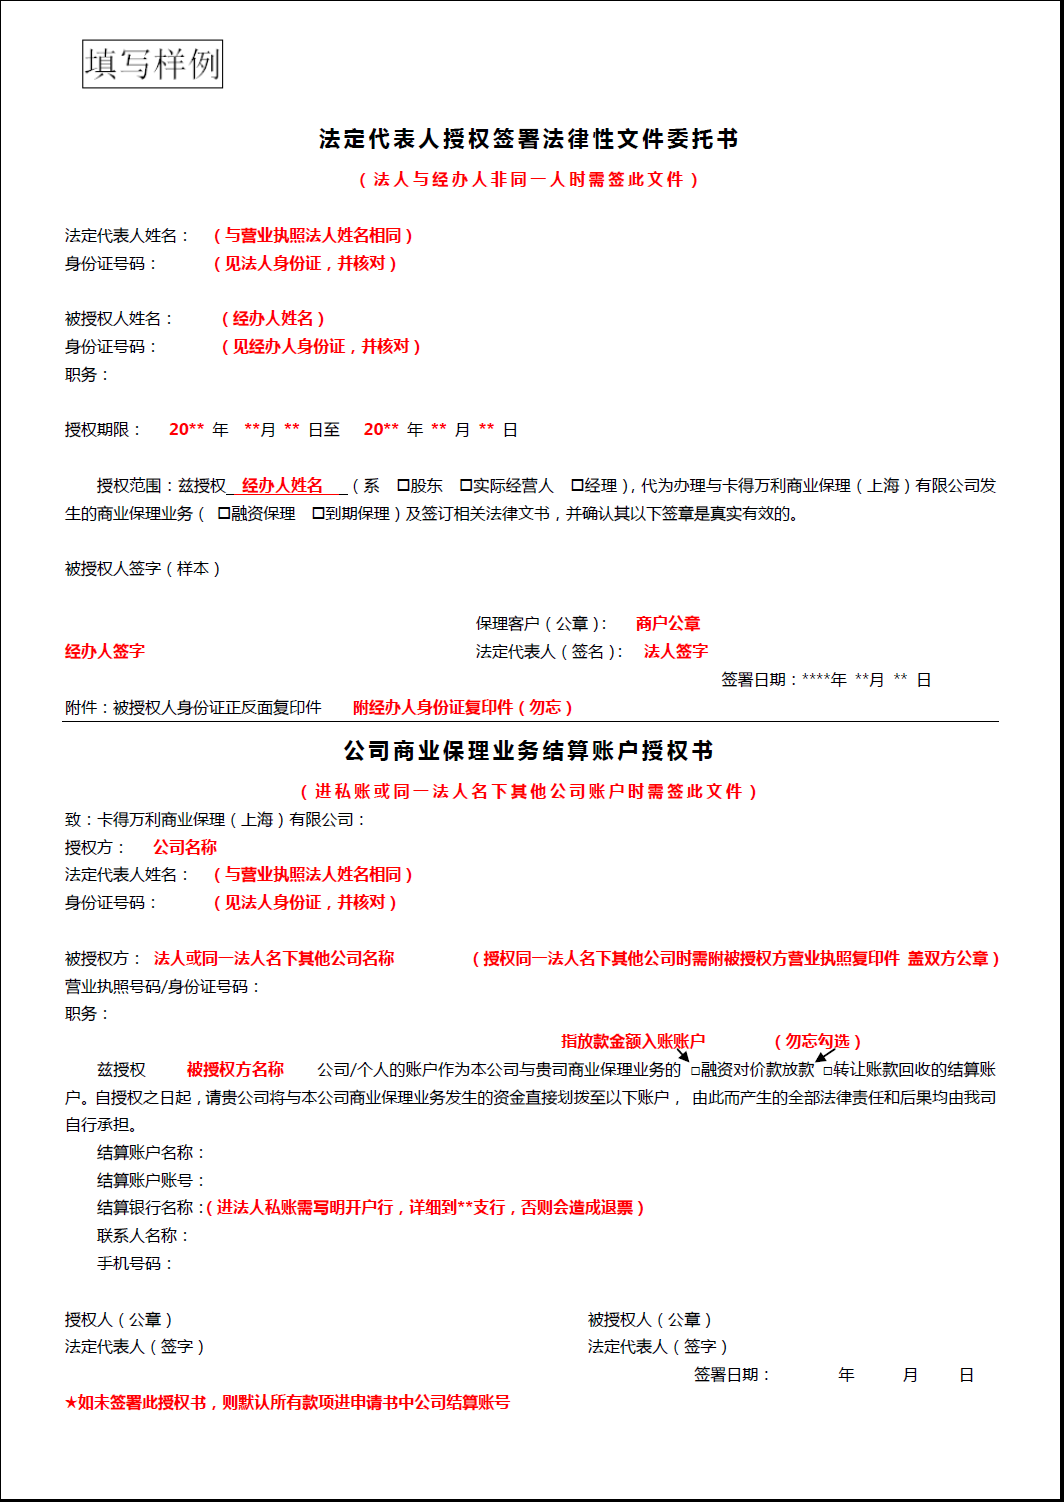 填写样例
法定代表人授权签署法律性文件委托书
（法人与经办人非同一人时需签此文件）
法定代表人姓名： （与营业执照法人姓名相同）
身份证号码： （见法人身份证，并核对）
被授权人姓名： （经办人姓名）
身份证号码： （见经办人身份证，并核对）
职务：
授权期限： 20** 年 **月 ** 日至 20** 年 ** 月 ** 日
授权范围：兹授权 经办人姓名 （系 □股东 □实际经营人 □经理），代为办理与卡得万利商业保理（上海）有限公司发
生的商业保理业务（ □融资保理 □到期保理）及签订相关法律文书，并确认其以下签章是真实有效的。
被授权人签字（样本）
保理客户（公章）： 商户公章
经办人签字 法定代表人（签名）： 法人签字
签署日期：****年 **月 ** 日
附件：被授权人身份证正反面复印件 附经办人身份证复印件（勿忘）
公司商业保理业务结算账户授权书
（进私账或同一法人名下其他公司账户时需签此文件）
致：卡得万利商业保理（上海）有限公司：
授权方： 公司名称
法定代表人姓名： （与营业执照法人姓名相同）
身份证号码： （见法人身份证，并核对）
被授权方： 法人或同一法人名下其他公司名称 （授权同一法人名下其他公司时需附被授权方营业执照复印件 盖双方公章）
营业执照号码/身份证号码：
职务：
指放款金额入账账户 （勿忘勾选）
兹授权 被授权方名称 公司/个人的账户作为本公司与贵司商业保理业务的 □融资对价款放款 □转让账款回收的结算账
户。自授权之日起，请贵公司将与本公司商业保理业务发生的资金直接划拨至以下账户， 由此而产生的全部法律责任和后果均由我司
自行承担。
结算账户名称：
结算账户账号：
结算银行名称：（进法人私账需写明开户行，详细到**支行，否则会造成退票）
联系人名称：
手机号码：
授权人（公章） 被授权人（公章）
法定代表人（签字） 法定代表人（签字）
签署日期： 年 月 日
★如未签署此授权书，则默认所有款项进申请书中公司结算账号